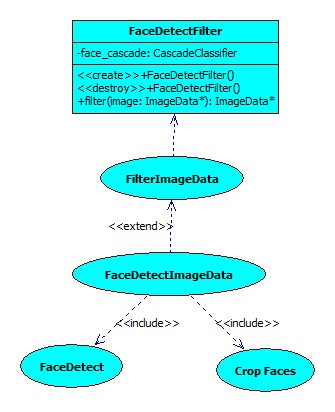 FaceDetectFilter
-face_cascade: CascadeClassifier
<<create>>+FaceDetectFilter()
<<destroy>>+FaceDetectFilter()
+filter(image: ImageData*): ImageData*
FilterImageData
<<extend>>
FaceDetectImageData
<<include>> <<include>>
FaceDetect Crop Faces